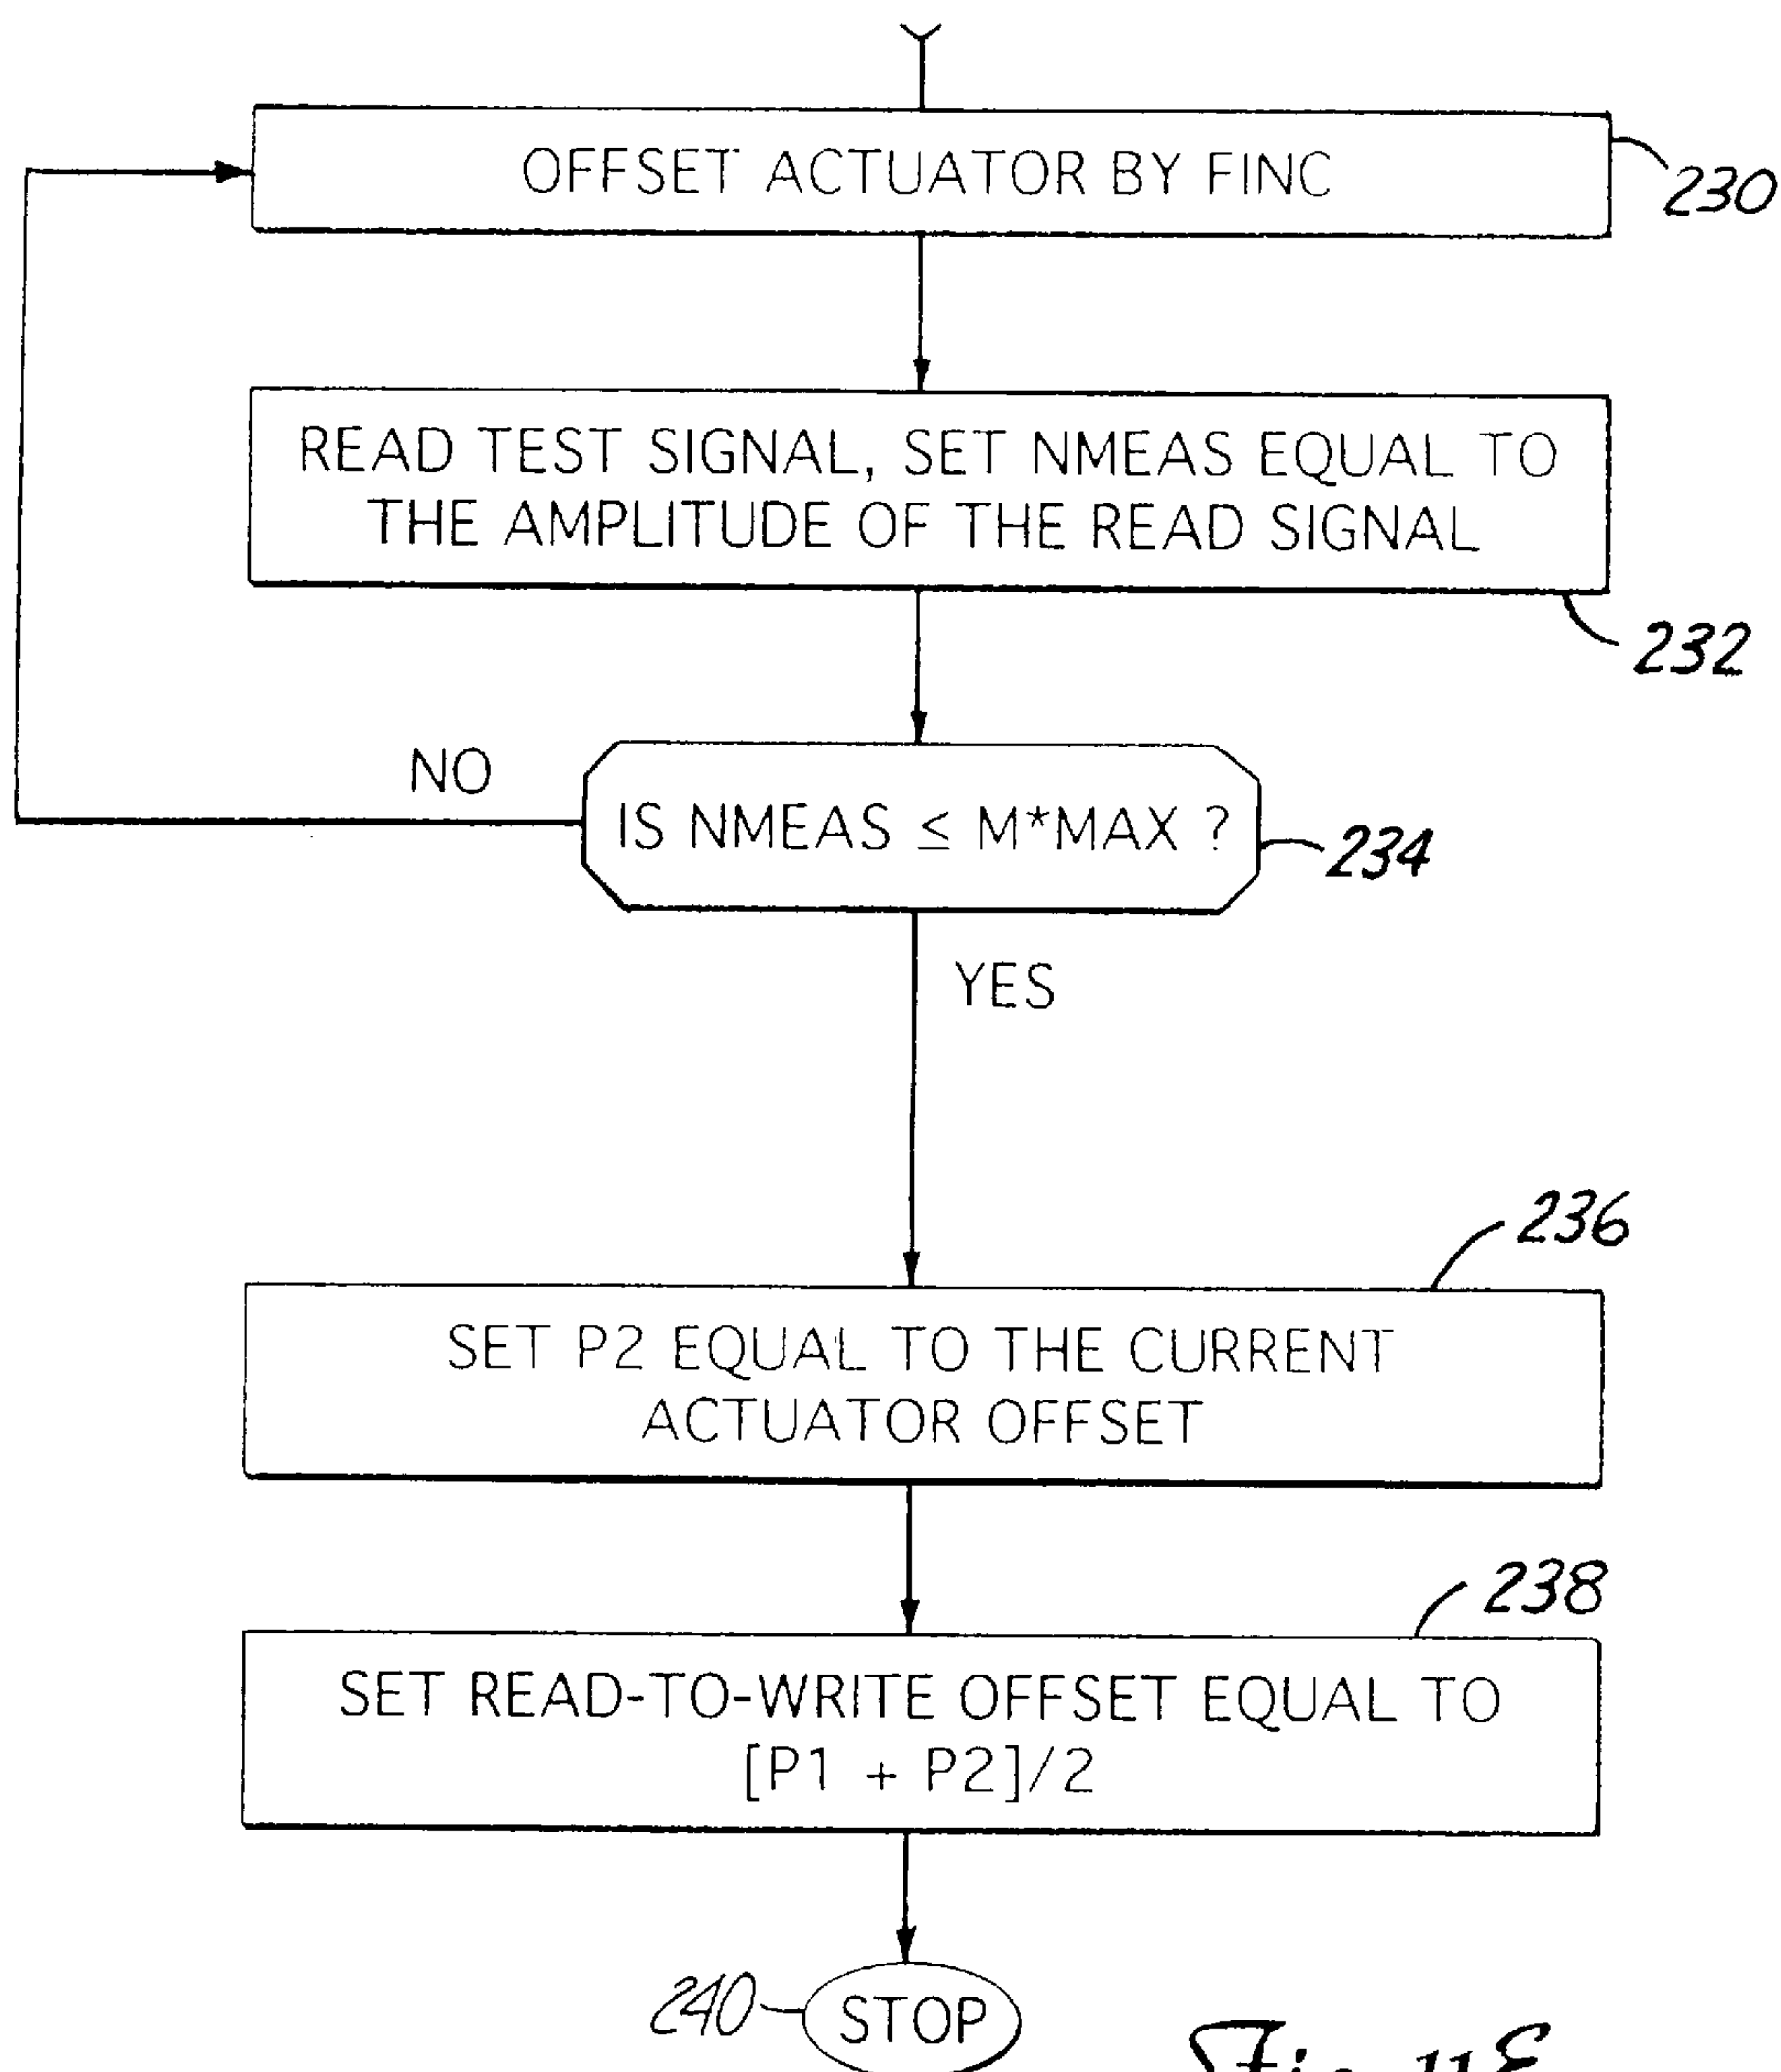 OFFSET ACTUATOR BY FINC
230
READ TEST SIGNAL, SET NMEAS EQUAL TO
THE AMPLITUDE OF THE READ SIGNAL
232
NO
IS NMEAS ≤ M*MAX ?
234
YES
236
SET P2 EQUAL TO THE CURRENT
ACTUATOR OFFSET
238
SET READ-TO-WRITE OFFSET EQUAL TO
[P1 + P2]/2
240
STOP
Fig. 11E